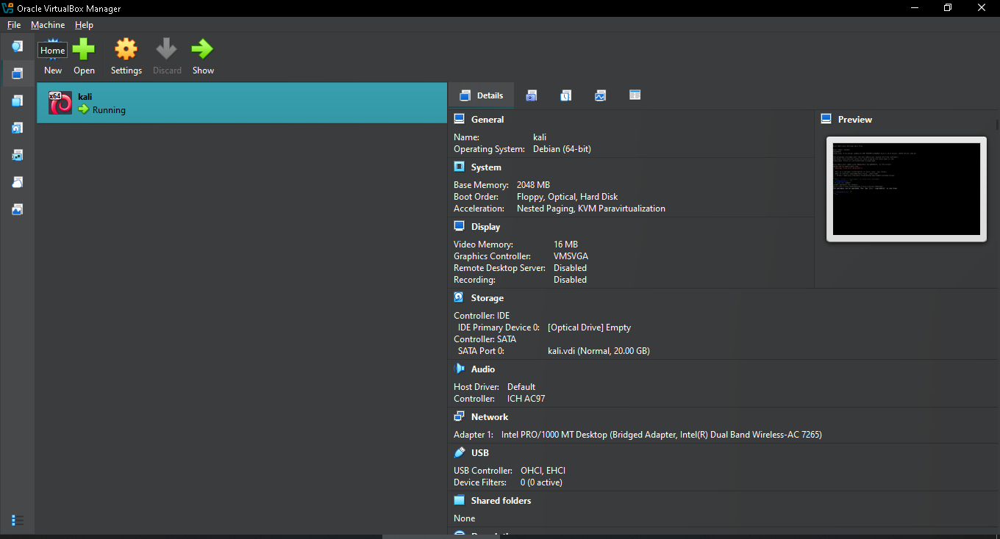 Oracle VirtualBox Manager
File Machine Help
Home
New Open Settings Discard Show
x64
kali
Running
Details
General
Name: kali
Operating System: Debian (64-bit)
System
Base Memory: 2048 MB
Boot Order: Floppy, Optical, Hard Disk
Acceleration: Nested Paging, KVM Paravirtualization
Display
Video Memory: 16 MB
Graphics Controller: VMSVGA
Remote Desktop Server: Disabled
Recording: Disabled
Storage
Controller: IDE
IDE Primary Device 0: [Optical Drive] Empty
Controller: SATA
SATA Port 0: kali.vdi (Normal, 20.00 GB)
Audio
Host Driver: Default
Controller: ICH AC97
Network
Adapter 1: Intel PRO/1000 MT Desktop (Bridged Adapter, Intel(R) Dual Band Wireless-AC 7265)
USB
USB Controller: OHCI, EHCI
Device Filters: 0 (0 active)
Shared folders
None
Preview